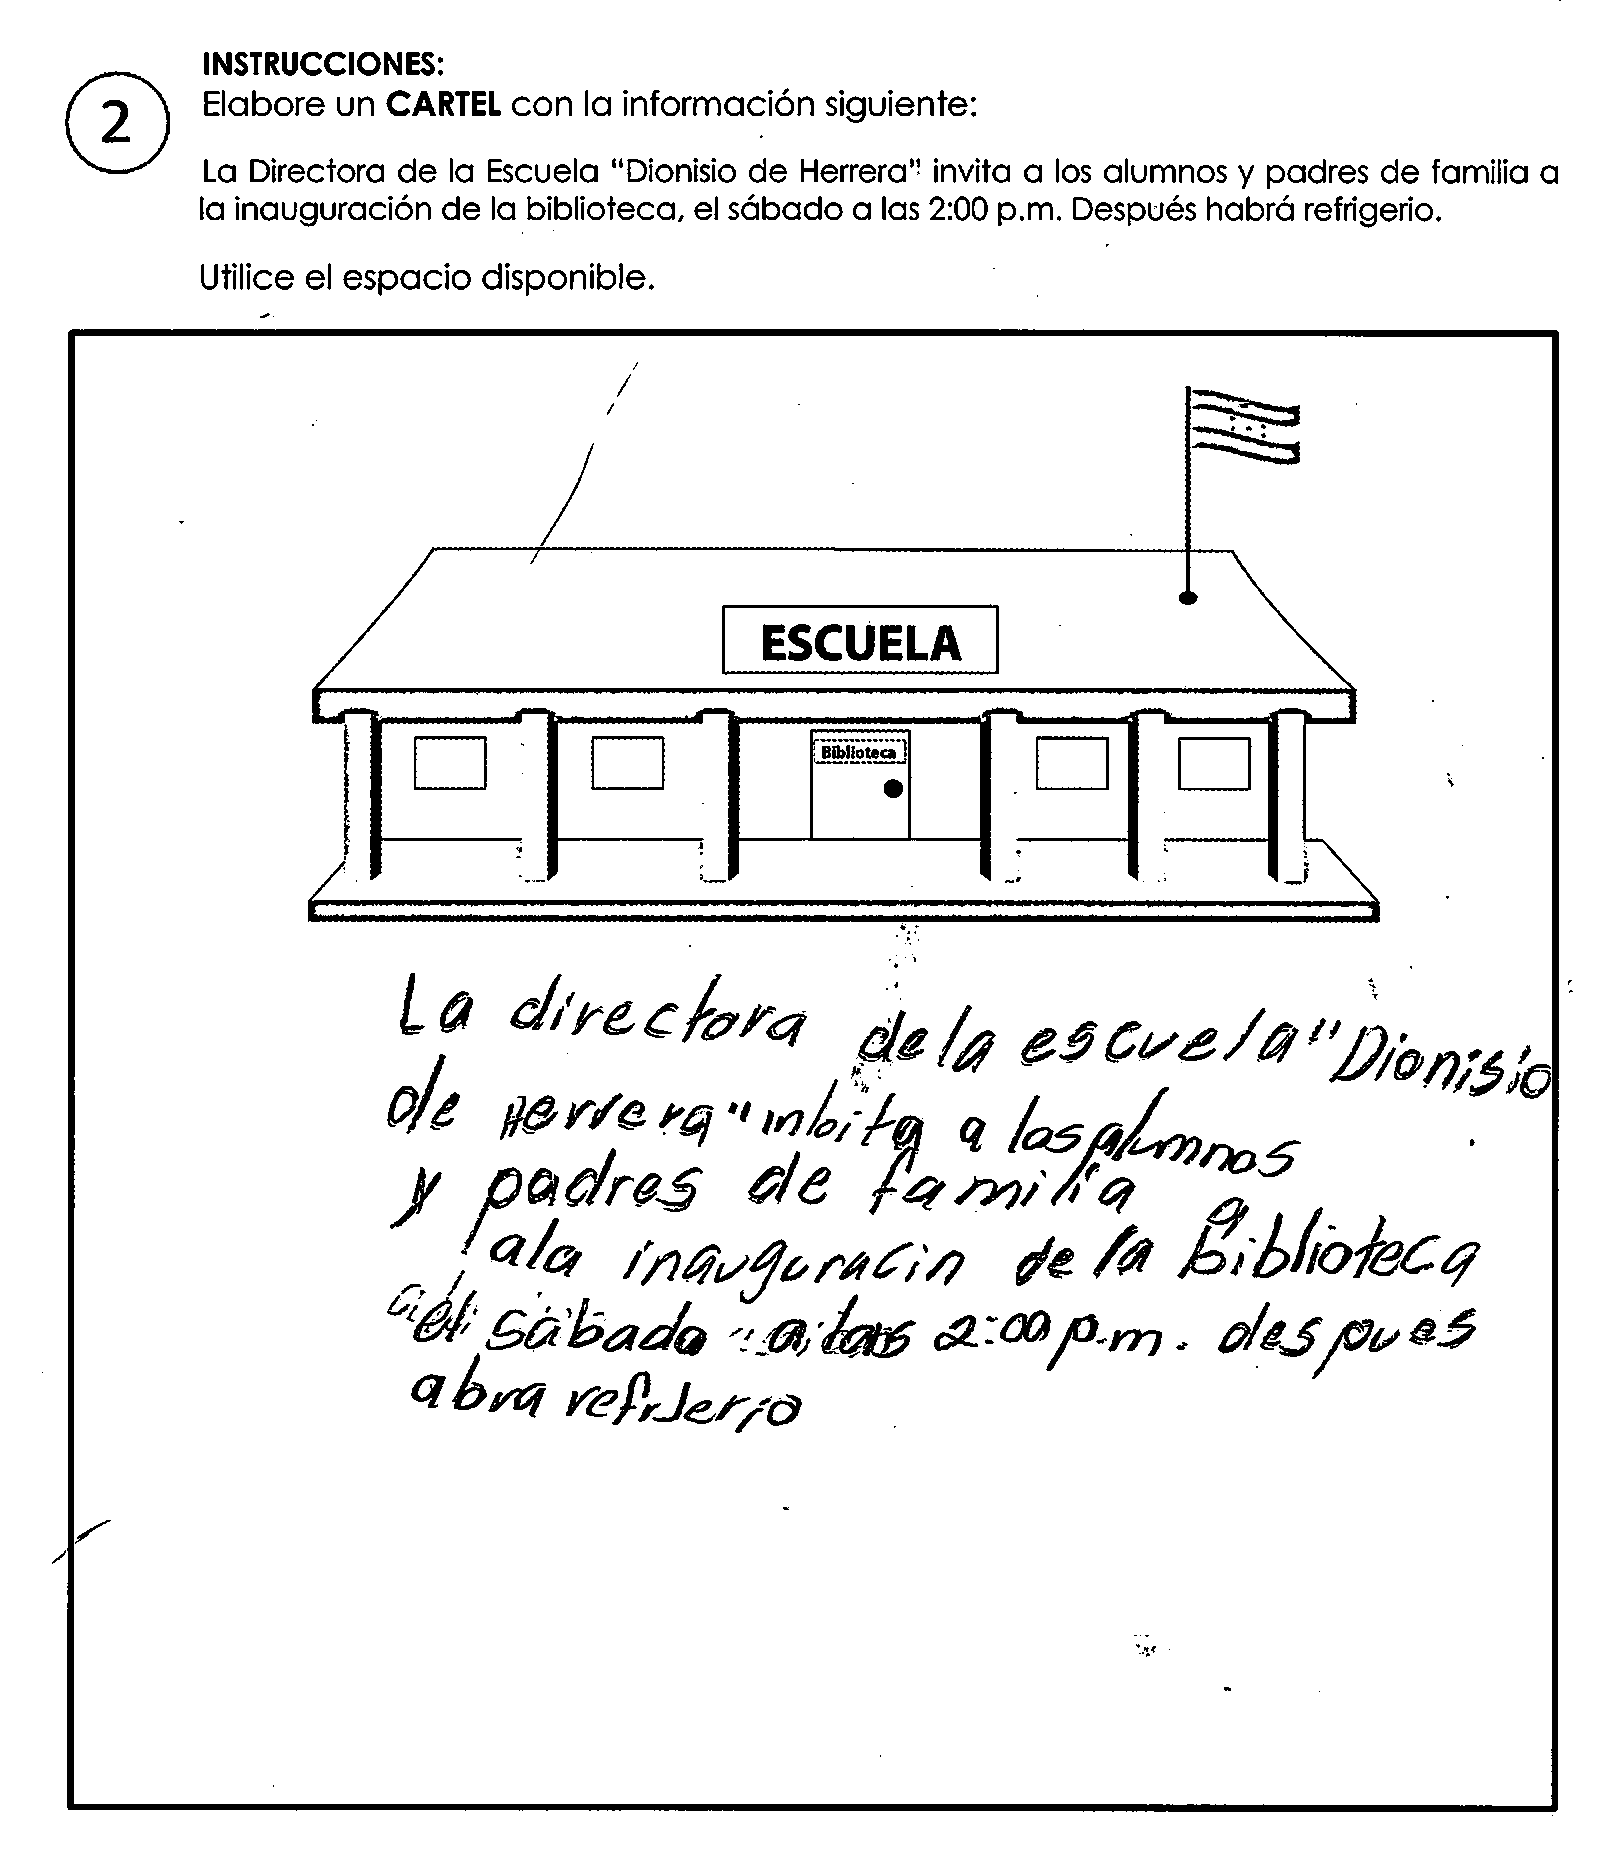 INSTRUCCIONES:
2
Elabore un CARTEL con la información siguiente:
La Directora de la Escuela "Dionisio de Herrera" invita a los alumnos y padres de familia a
la inauguración de la biblioteca, el sábado a las 2:00 p.m. Después habrá refrigerio.
Utilice el espacio disponible.
ESCUELA
Biblioteca
La directora dela escuela "Dionisio
de Herrera" inbita a los alumnos
y padres de familia a
ala inauguracin de la Biblioteca
el sábado a las 2:00 p.m. despues
abra refrJerio